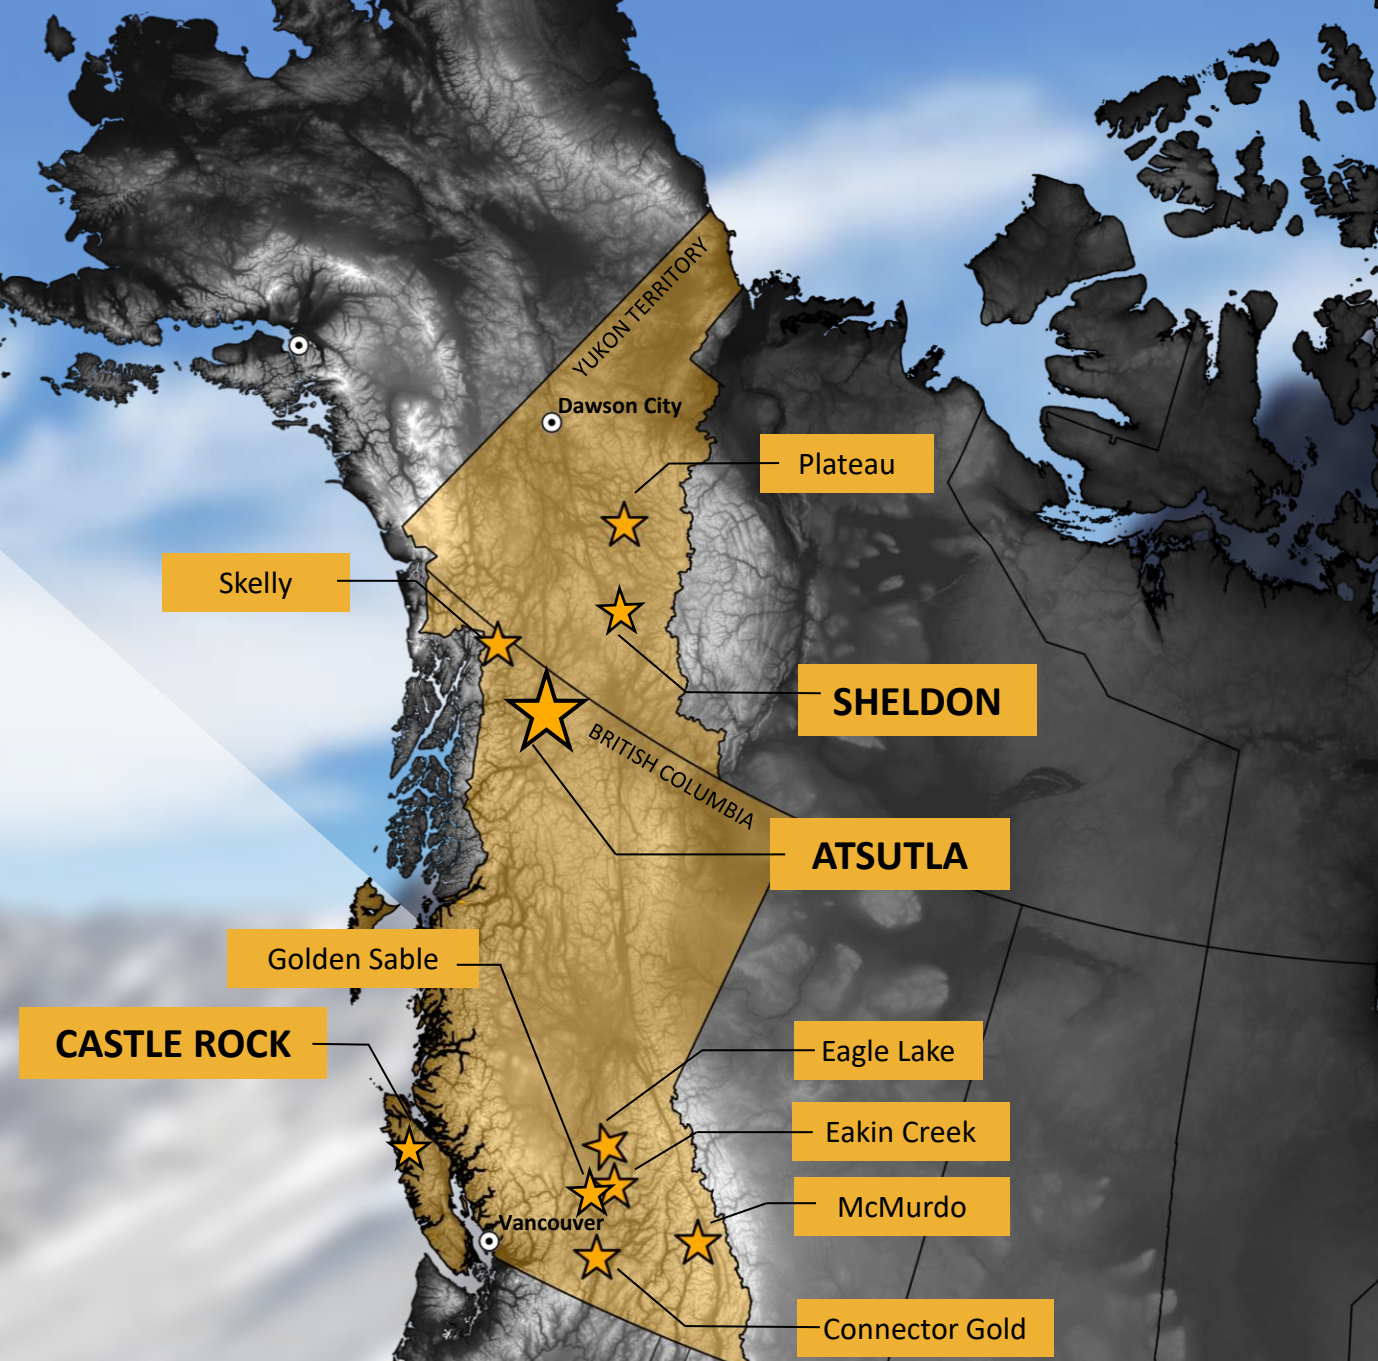 YUKON TERRITORY
Dawson City
Plateau
Skelly
SHELDON
BRITISH COLUMBIA
ATSUTLA
Golden Sable
CASTLE ROCK
Eagle Lake
Eakin Creek
McMurdo
Vancouver
Connector Gold